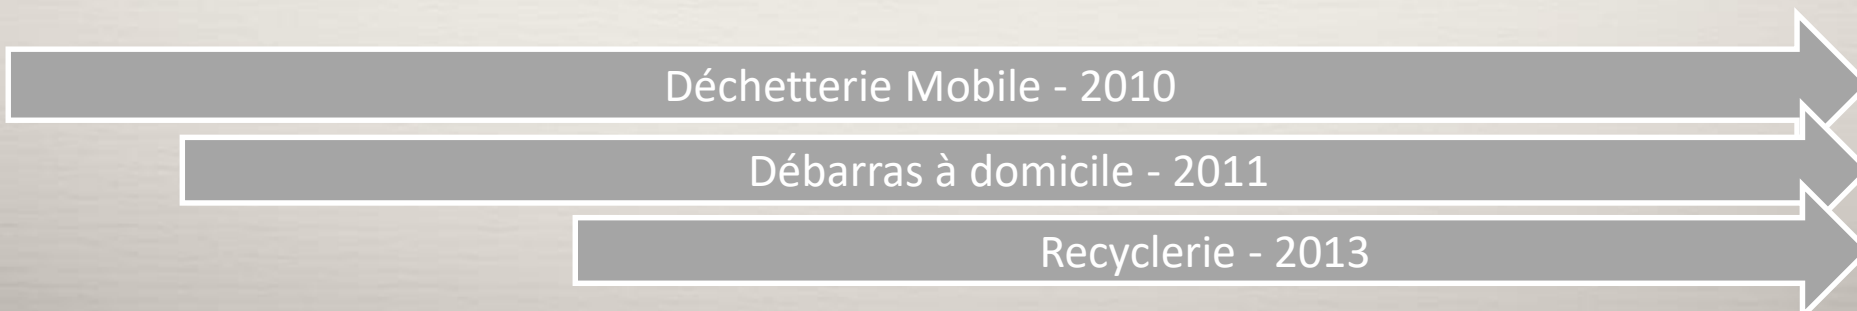 Déchetterie Mobile - 2010
Débarras à domicile - 2011
Recyclerie - 2013